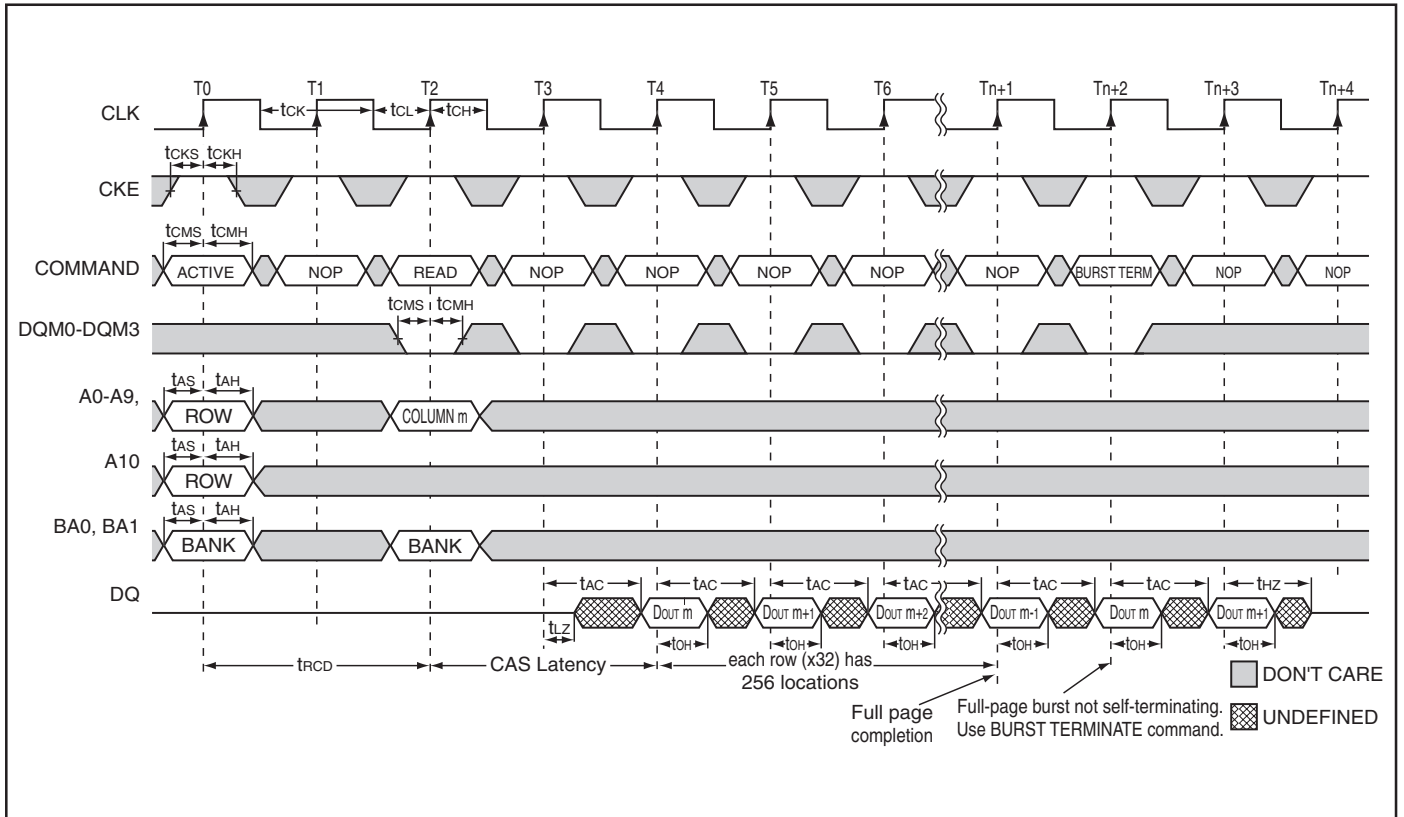 T0 T1 T2 T3 T4 T5 T6 Tn+1 Tn+2 Tn+3 Tn+4
CLK tCK tCL tCH
tCKS tCKH
CKE
tCMS tCMH
COMMAND ACTIVE NOP READ NOP NOP NOP NOP NOP BURST TERM NOP NOP
tCMS tCMH
DQM0-DQM3
tAS tAH
A0-A9, ROW COLUMN m
tAS tAH
A10 ROW
tAS tAH
BA0, BA1 BANK BANK
tAC tAC tAC tAC tAC tAC tHZ
DQ DOUT m DOUT m+1 DOUT m+2 DOUT m-1 DOUT m DOUT m+1
tLZ tOH tOH tOH tOH tOH tOH
tRCD CAS Latency each row (x32) has
256 locations
DON'T CARE
UNDEFINED
Full page
completion
Full-page burst not self-terminating.
Use BURST TERMINATE command.